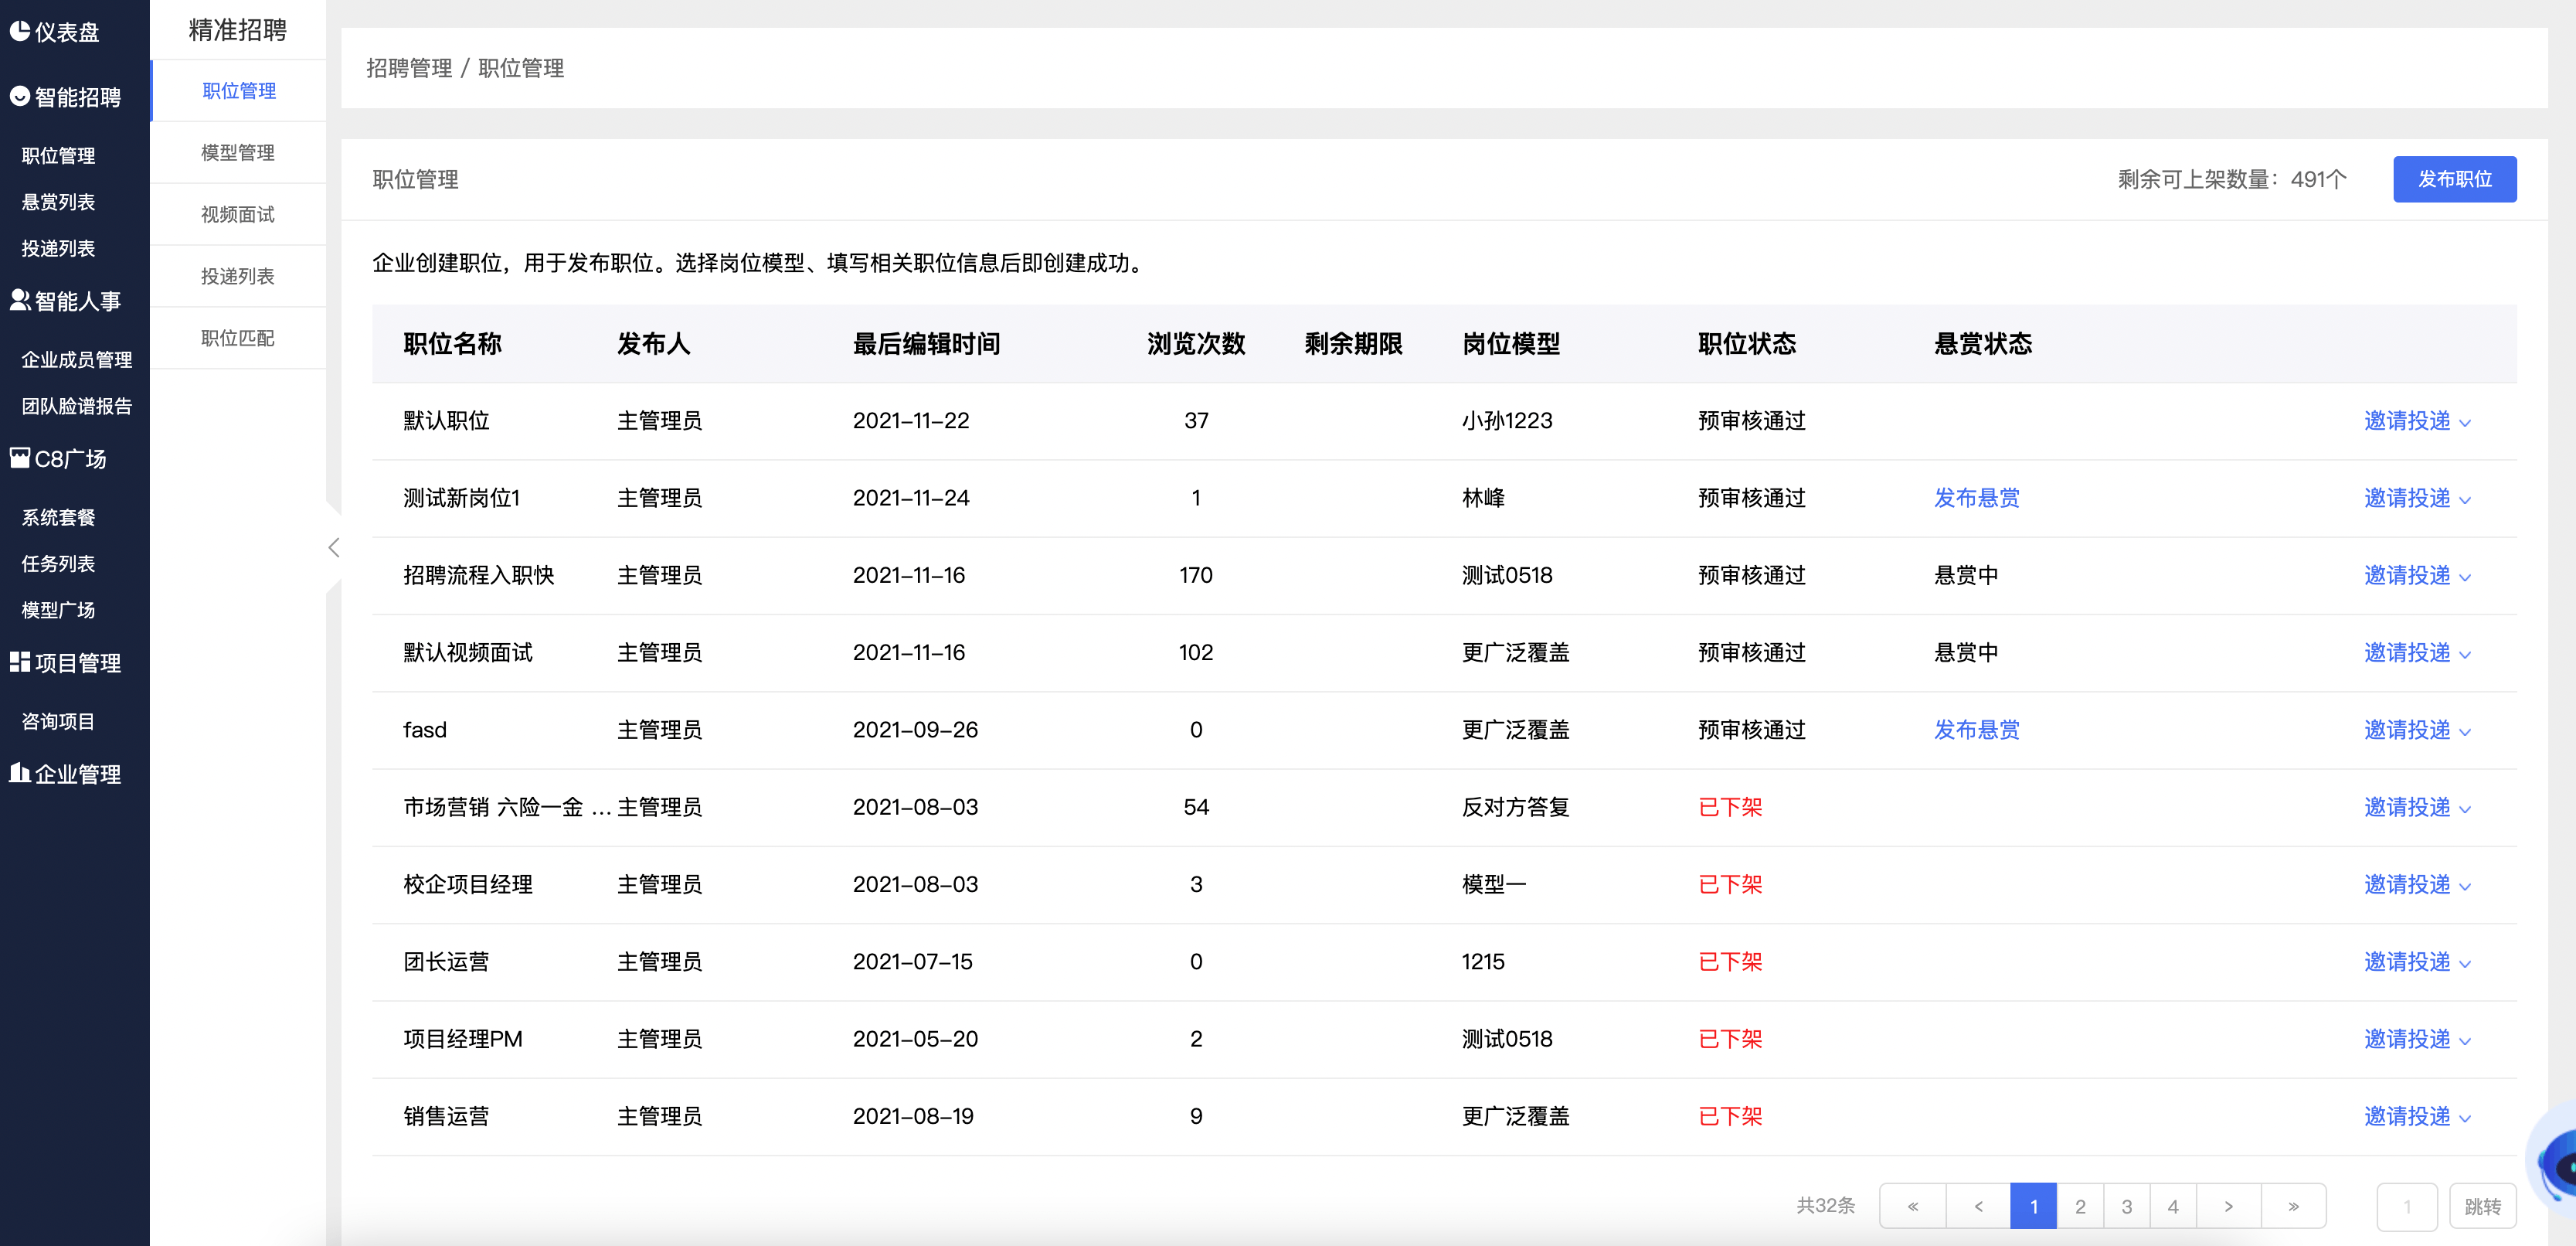 仪表盘
智能招聘
职位管理
悬赏列表
投递列表
智能人事
企业成员管理
团队脸谱报告
C8广场
系统套餐
任务列表
模型广场
项目管理
咨询项目
企业管理
精准招聘
职位管理
模型管理
视频面试
投递列表
职位匹配
招聘管理 / 职位管理
职位管理 剩余可上架数量：491个 发布职位
企业创建职位，用于发布职位。选择岗位模型、填写相关职位信息后即创建成功。
职位名称 发布人 最后编辑时间 浏览次数 剩余期限 岗位模型 职位状态 悬赏状态
默认职位 主管理员 2021-11-22 37 小孙1223 预审核通过 邀请投递
测试新岗位1 主管理员 2021-11-24 1 林峰 预审核通过 发布悬赏 邀请投递
招聘流程入职快 主管理员 2021-11-16 170 测试0518 预审核通过 悬赏中 邀请投递
默认视频面试 主管理员 2021-11-16 102 更广泛覆盖 预审核通过 悬赏中 邀请投递
fasd 主管理员 2021-09-26 0 更广泛覆盖 预审核通过 发布悬赏 邀请投递
市场营销 六险一金 ... 主管理员 2021-08-03 54 反对方答复 已下架 邀请投递
校企项目经理 主管理员 2021-08-03 3 模型一 已下架 邀请投递
团长运营 主管理员 2021-07-15 0 1215 已下架 邀请投递
项目经理PM 主管理员 2021-05-20 2 测试0518 已下架 邀请投递
销售运营 主管理员 2021-08-19 9 更广泛覆盖 已下架 邀请投递
共32条 « < 1 2 3 4 > » 1 跳转